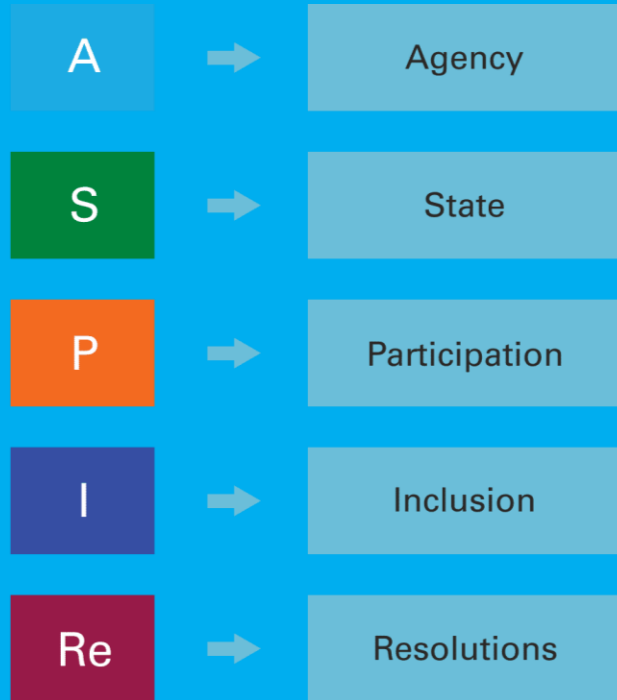 A Agency
S State
P Participation
I Inclusion
Re Resolutions